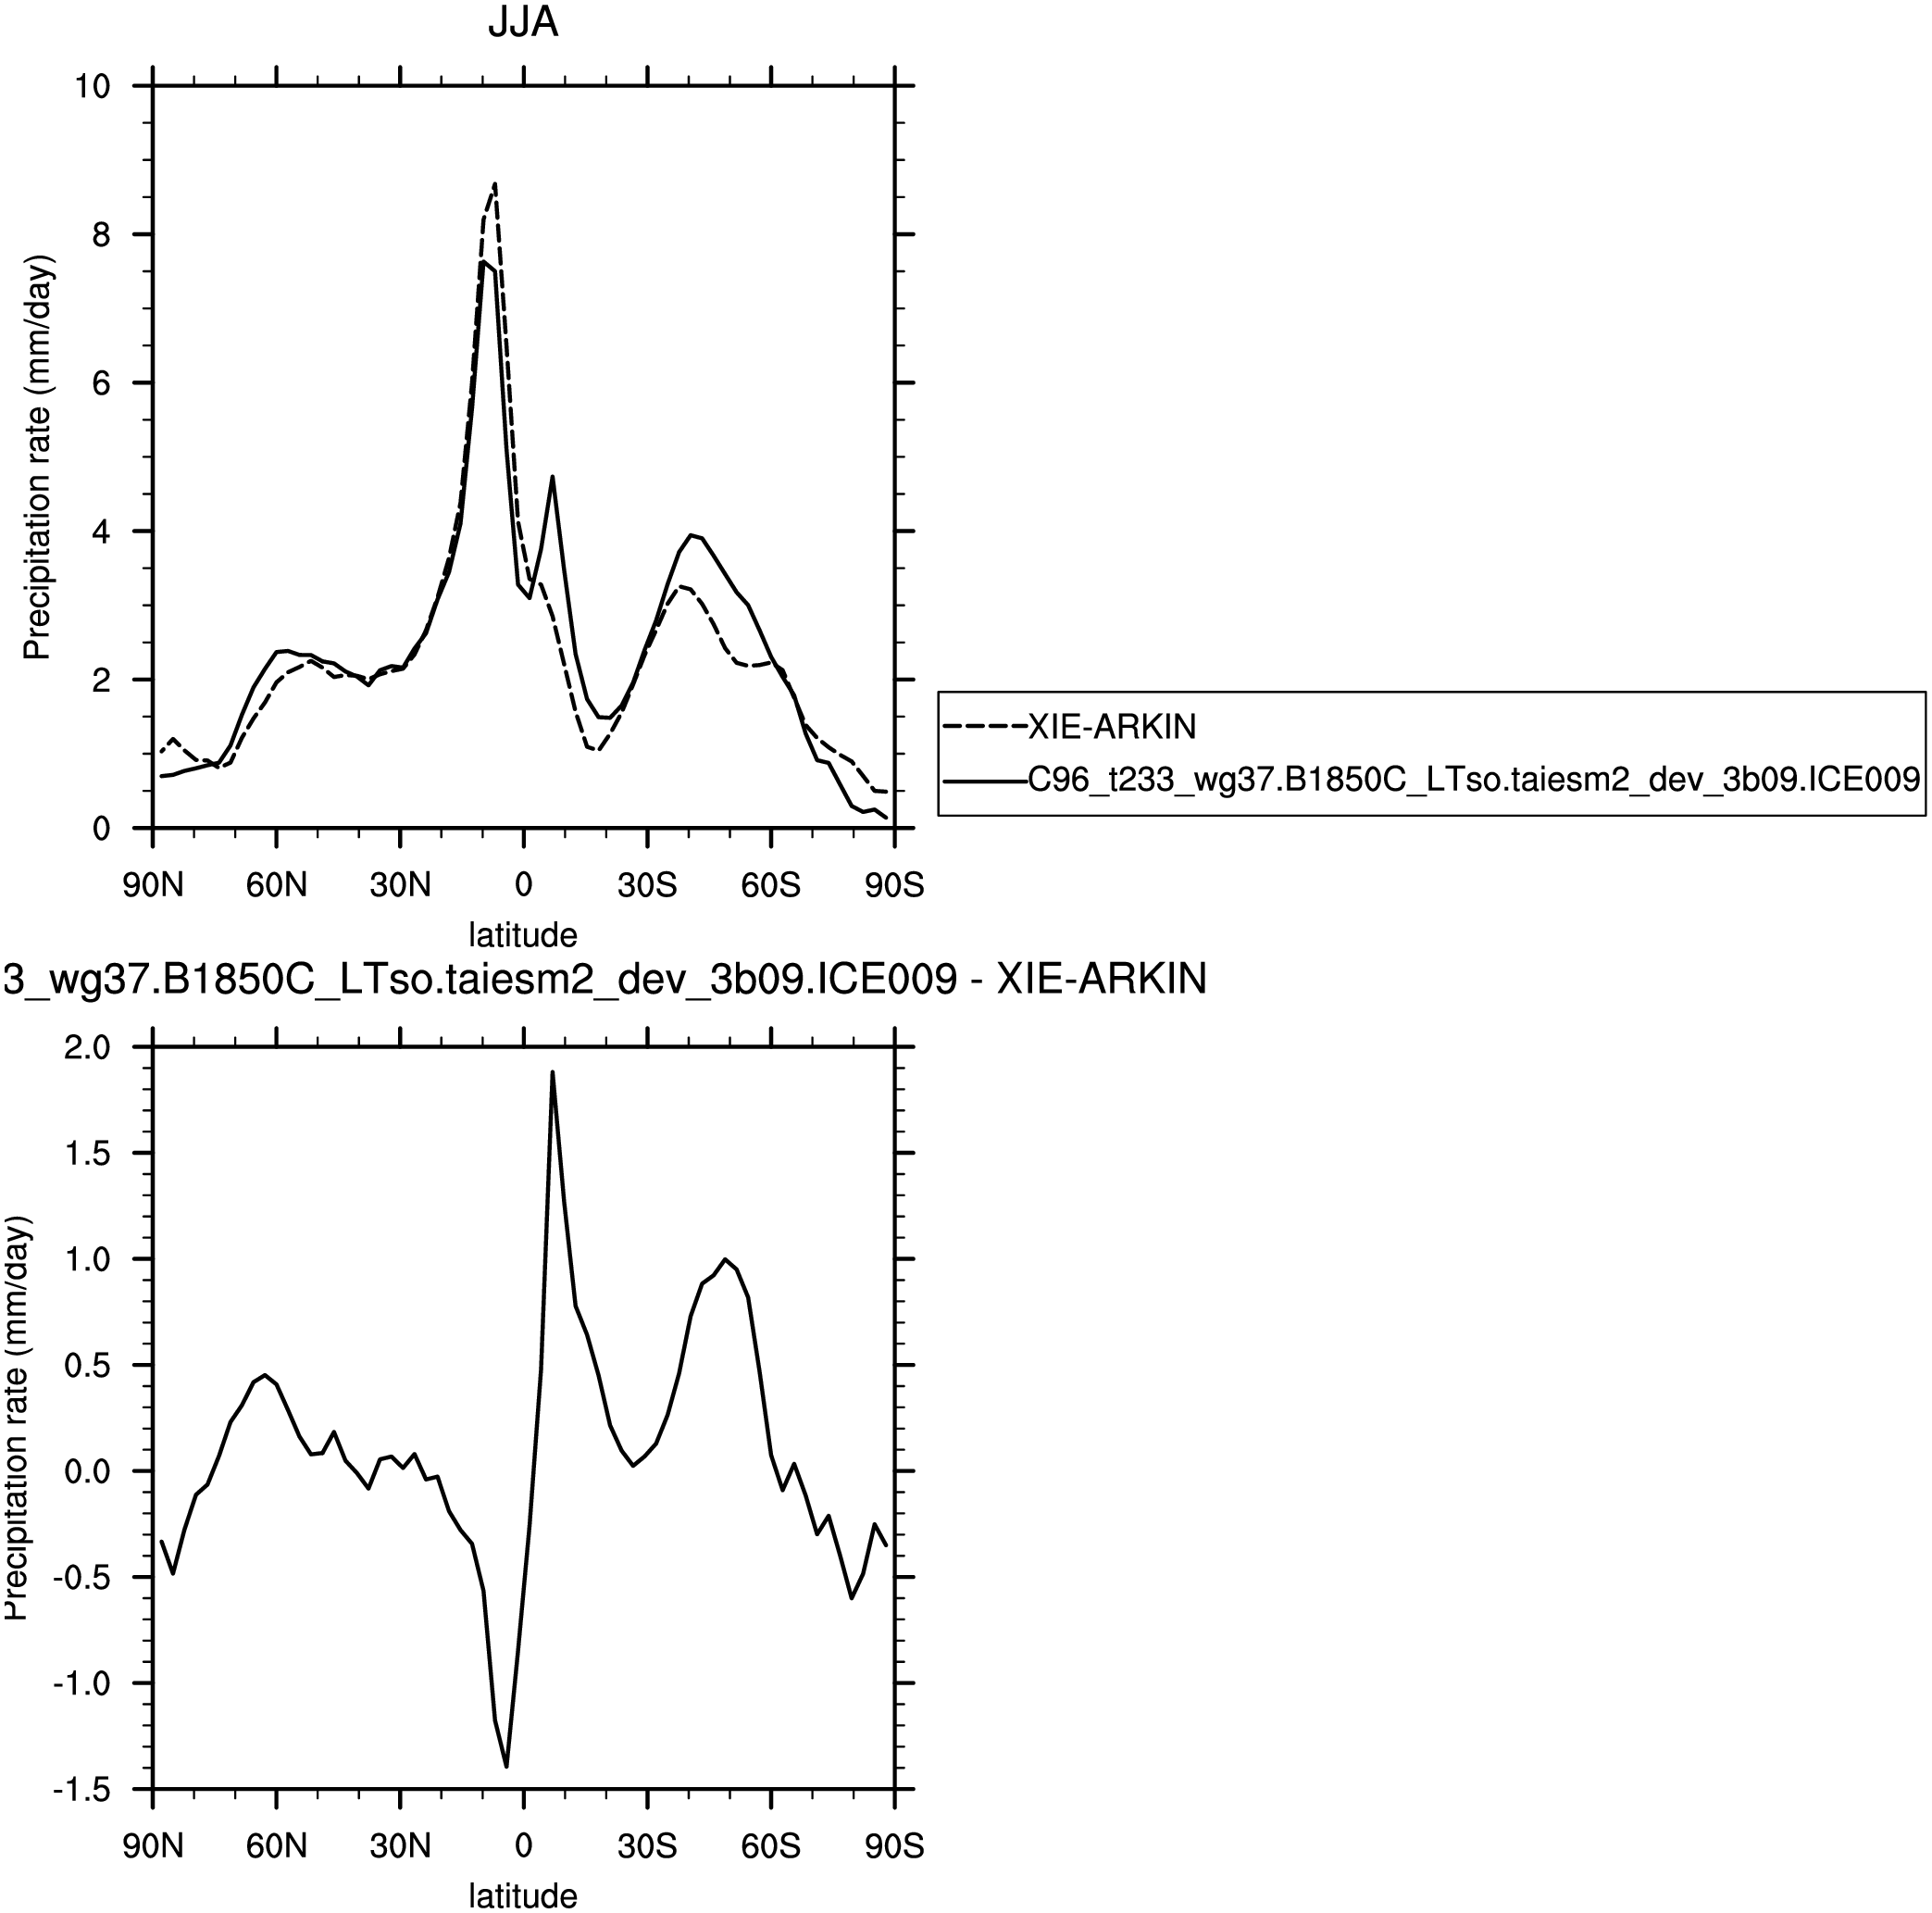 JJA
10
8
6
4
2
0
Precipitation rate (mm/day)
90N 60N 30N 0 30S 60S 90S
latitude
XIE-ARKIN
C96_t233_wg37.B1850C_LTso.taiesm2_dev_3b09.ICE009
3_wg37.B1850C_LTso.taiesm2_dev_3b09.ICE009 - XIE-ARKIN
2.0
1.5
1.0
0.5
0.0
-0.5
-1.0
-1.5
Precipitation rate (mm/day)
90N 60N 30N 0 30S 60S 90S
latitude